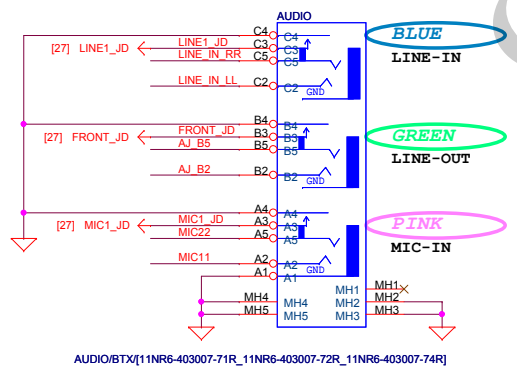 AUDIO
C4 C4 BLUE
[27] LINE1_JD LINE1_JD C3 C3
LINE_IN_RR C5 C5 LINE-IN
LINE_IN_LL C2 C2
GND
B4 B4
[27] FRONT_JD FRONT_JD B3 B3 GREEN
AJ_B5 B5 B5
LINE-OUT
AJ_B2 B2 B2
GND
A4 A4
[27] MIC1_JD MIC1_JD A3 A3 PINK
MIC22 A5 A5
MIC-IN
MIC11 A2 A2
GND
A1 A1
MH1 MH1
MH4 MH4 MH2 MH2
MH5 MH5 MH3 MH3
AUDIO/BTX/[11NR6-403007-71R_11NR6-403007-72R_11NR6-403007-74R]